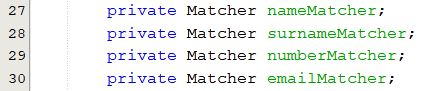 27 private Matcher nameMatcher;
28 private Matcher surnameMatcher;
29 private Matcher numberMatcher;
30 private Matcher emailMatcher;